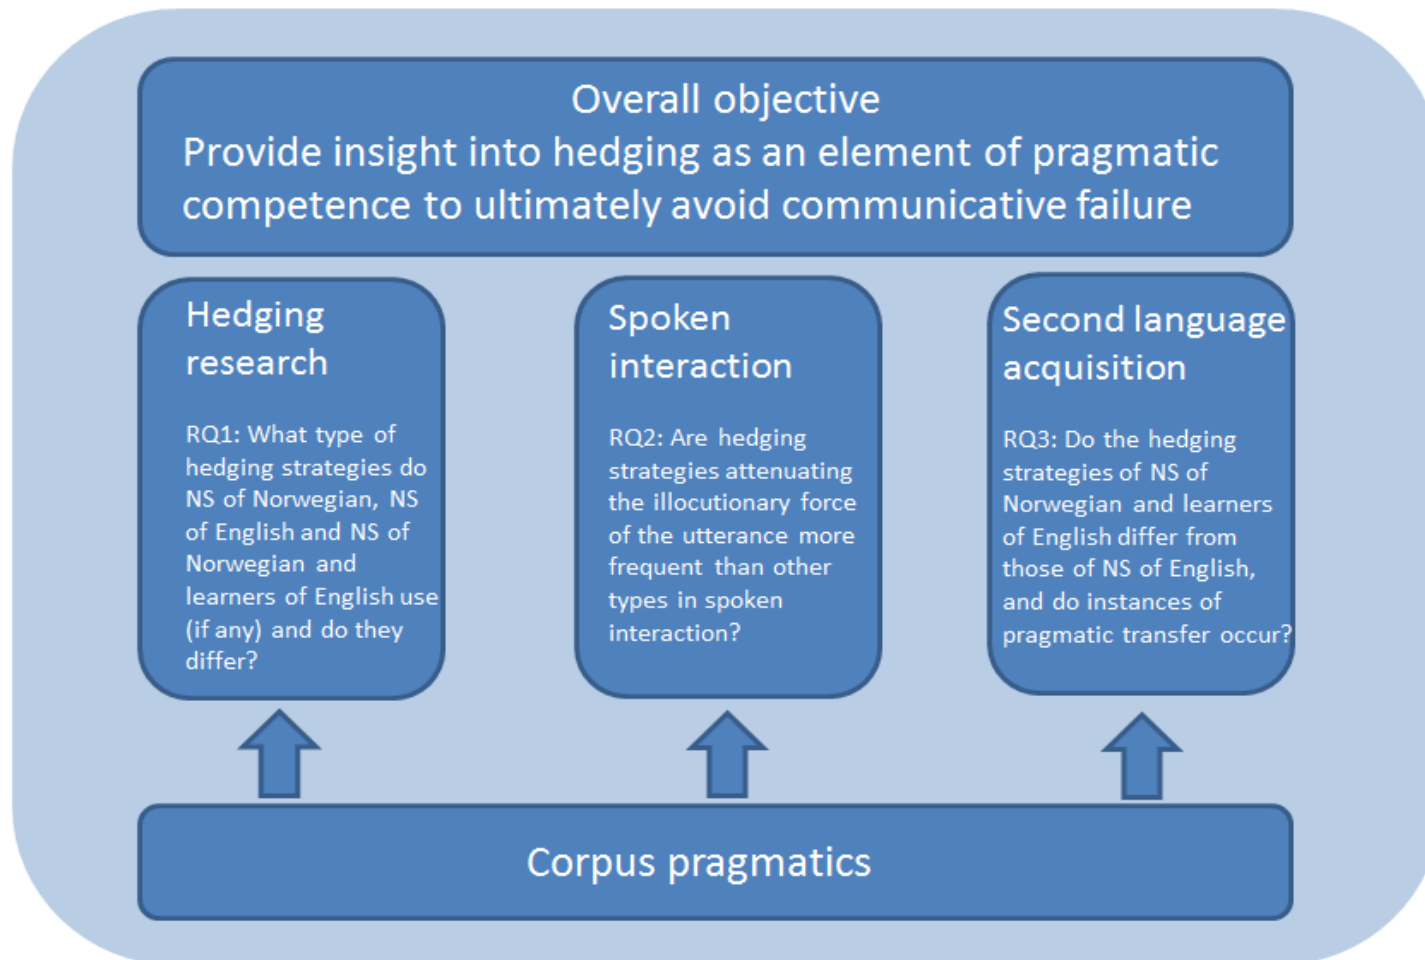 Overall objective
Provide insight into hedging as an element of pragmatic
competence to ultimately avoid communicative failure
Hedging
research
RQ1: What type of
hedging strategies do
NS of Norwegian, NS
of English and NS of
Norwegian and
learners of English use
(if any) and do they
differ?
Spoken
interaction
RQ2: Are hedging
strategies attenuating
the illocutionary force
of the utterance more
frequent than other
types in spoken
interaction?
Second language
acquisition
RQ3: Do the hedging
strategies of NS of
Norwegian and learners
of English differ from
those of NS of English,
and do instances of
pragmatic transfer occur?
Corpus pragmatics